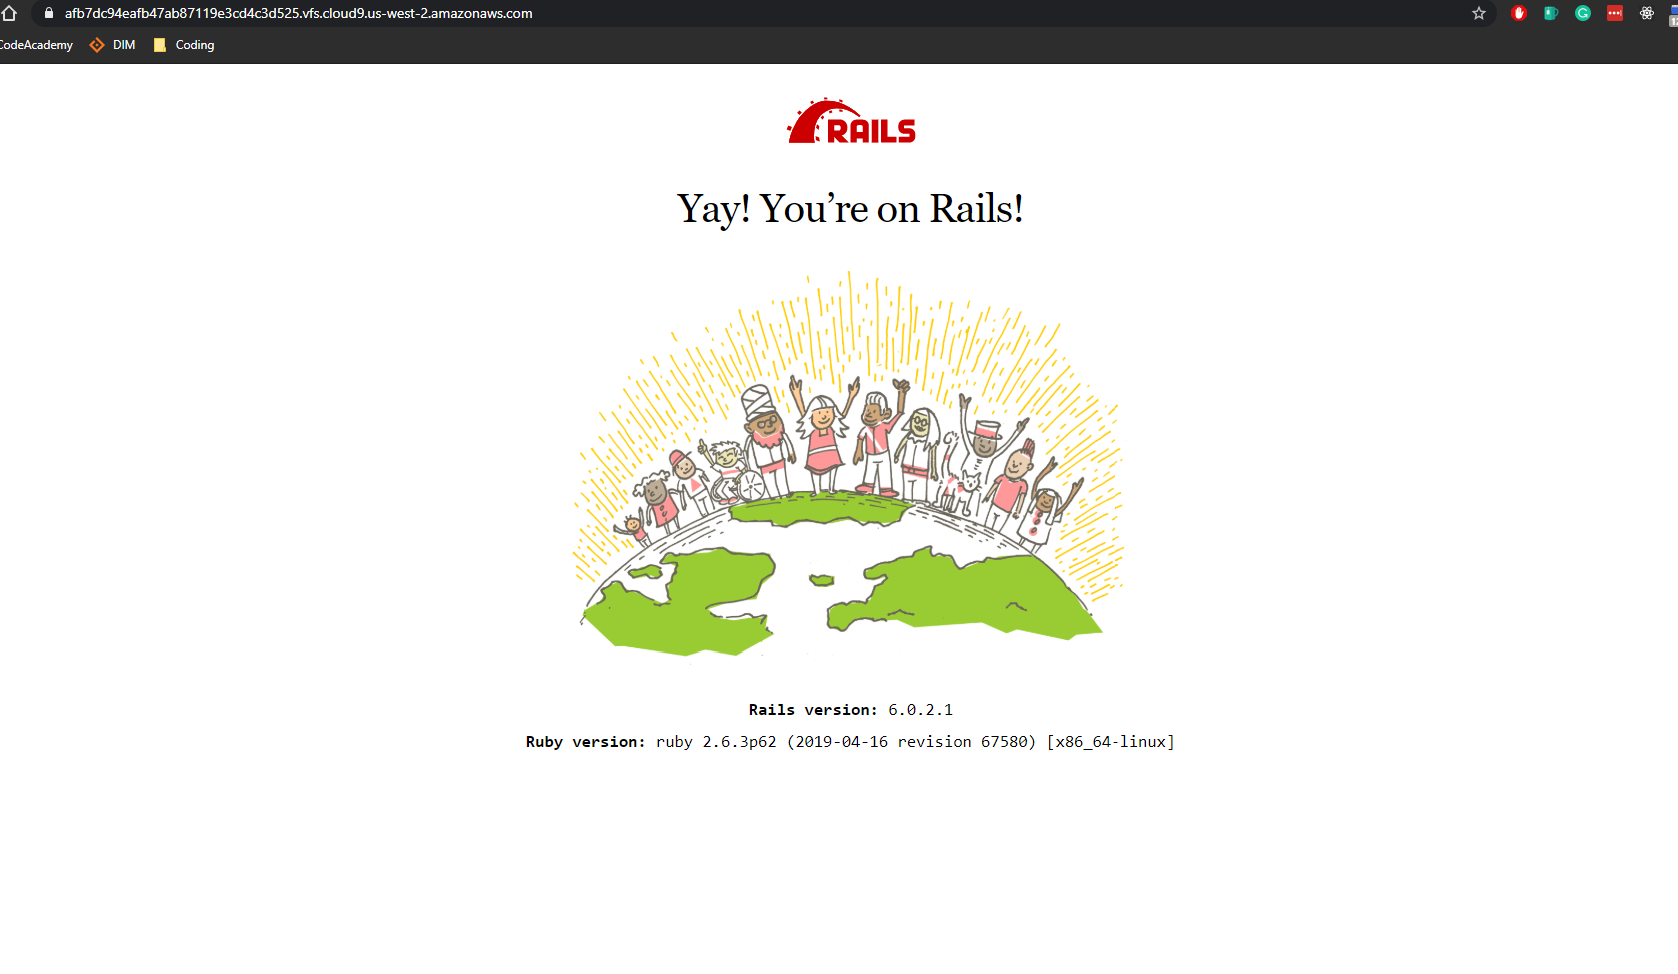 afb7dc94eafb47ab87119e3cd4c3d525.vfs.cloud9.us-west-2.amazonaws.com
CodeAcademy DIM Coding
RAILS
Yay! You’re on Rails!
Rails version: 6.0.2.1
Ruby version: ruby 2.6.3p62 (2019-04-16 revision 67580) [x86_64-linux]